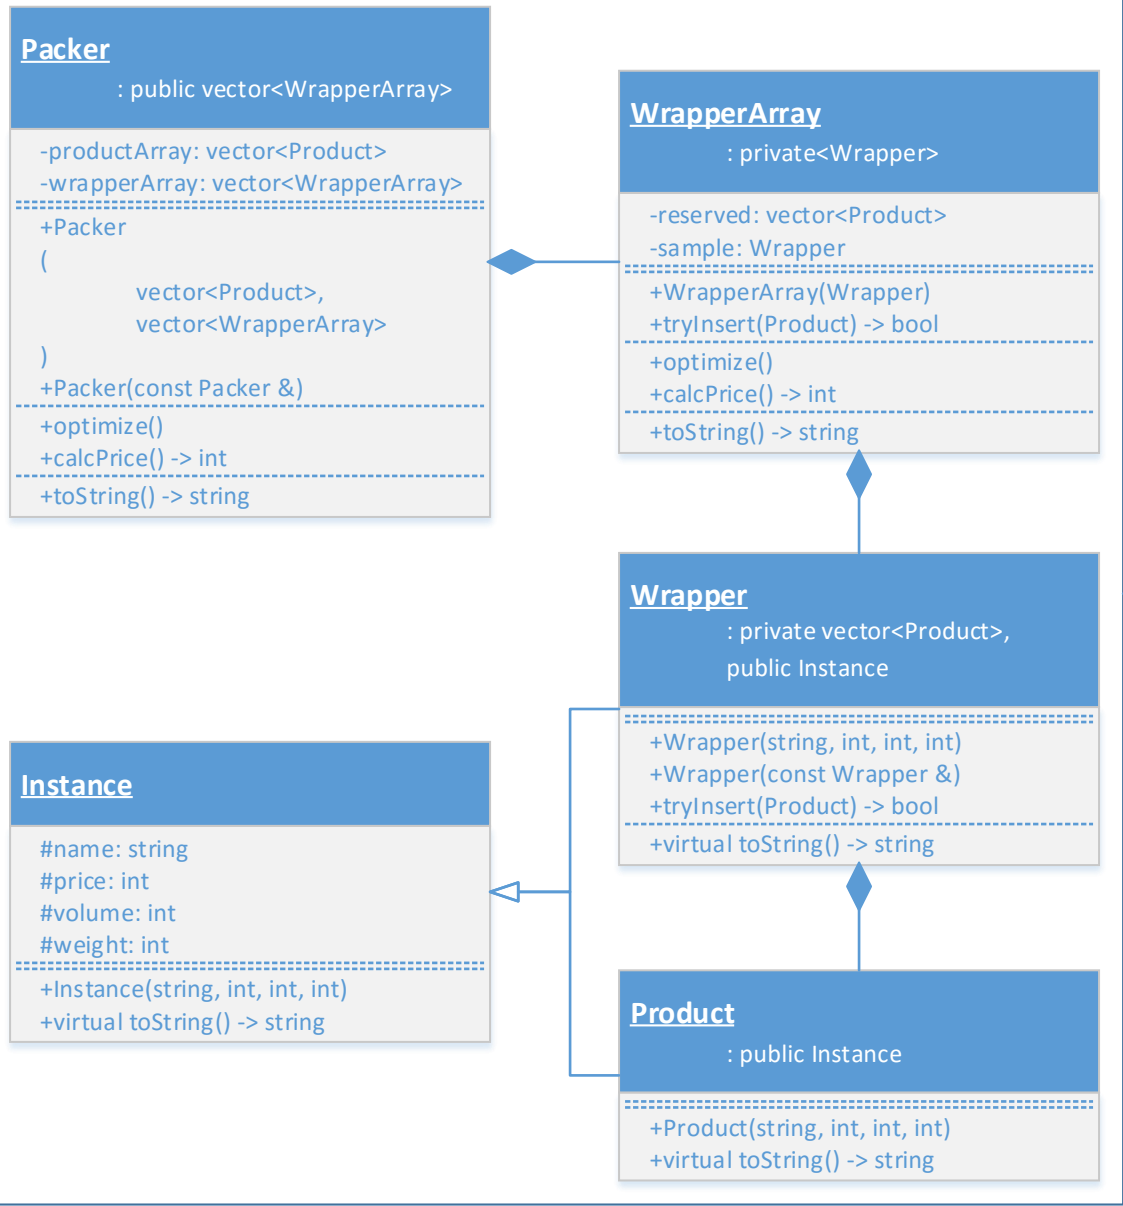 Packer
: public vector<WrapperArray>
-productArray: vector<Product>
-wrapperArray: vector<WrapperArray>
+Packer
(
vector<Product>,
vector<WrapperArray>
)
+Packer(const Packer &)
+optimize()
+calcPrice() -> int
+toString() -> string
WrapperArray
: private<Wrapper>
-reserved: vector<Product>
-sample: Wrapper
+WrapperArray(Wrapper)
+tryInsert(Product) -> bool
+optimize()
+calcPrice() -> int
+toString() -> string
Wrapper
: private vector<Product>,
public Instance
+Wrapper(string, int, int, int)
+Wrapper(const Wrapper &)
+tryInsert(Product) -> bool
+virtual toString() -> string
Instance
#name: string
#price: int
#volume: int
#weight: int
+Instance(string, int, int, int)
+virtual toString() -> string
Product
: public Instance
+Product(string, int, int, int)
+virtual toString() -> string